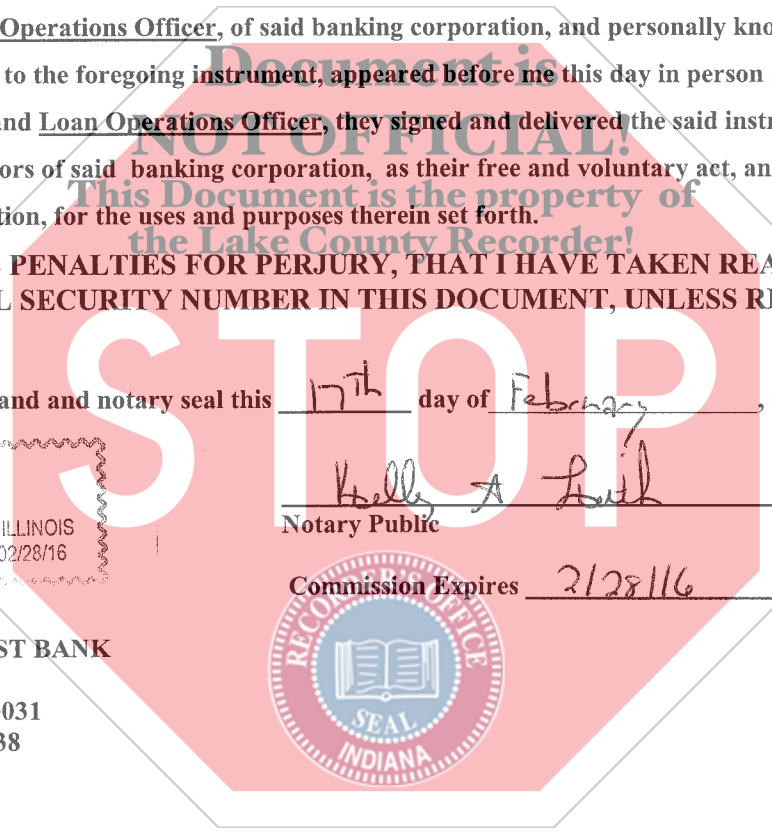 Operations Officer, of said banking corporation, and personally kno
Document is
to the foregoing instrument, appeared before me this day in person
and Loan Operations Officer, they signed and delivered the said instr
NOT OFFICIAL!
ors of said banking corporation, as their free and voluntary act, an
This Document is the property of
tion, for the uses and purposes therein set forth.
the Lake County Recorder!
PENALTIES FOR PERJURY, THAT I HAVE TAKEN REA
L SECURITY NUMBER IN THIS DOCUMENT, UNLESS RE
STOP
and and notary seal this 17th day of February,
Kelly A
Notary Public
ILLINOIS
02/28/16
Commission Expires 2/28/16
RECORDER'S OFFICE
SEAL
INDIANA
ST BANK
031
38